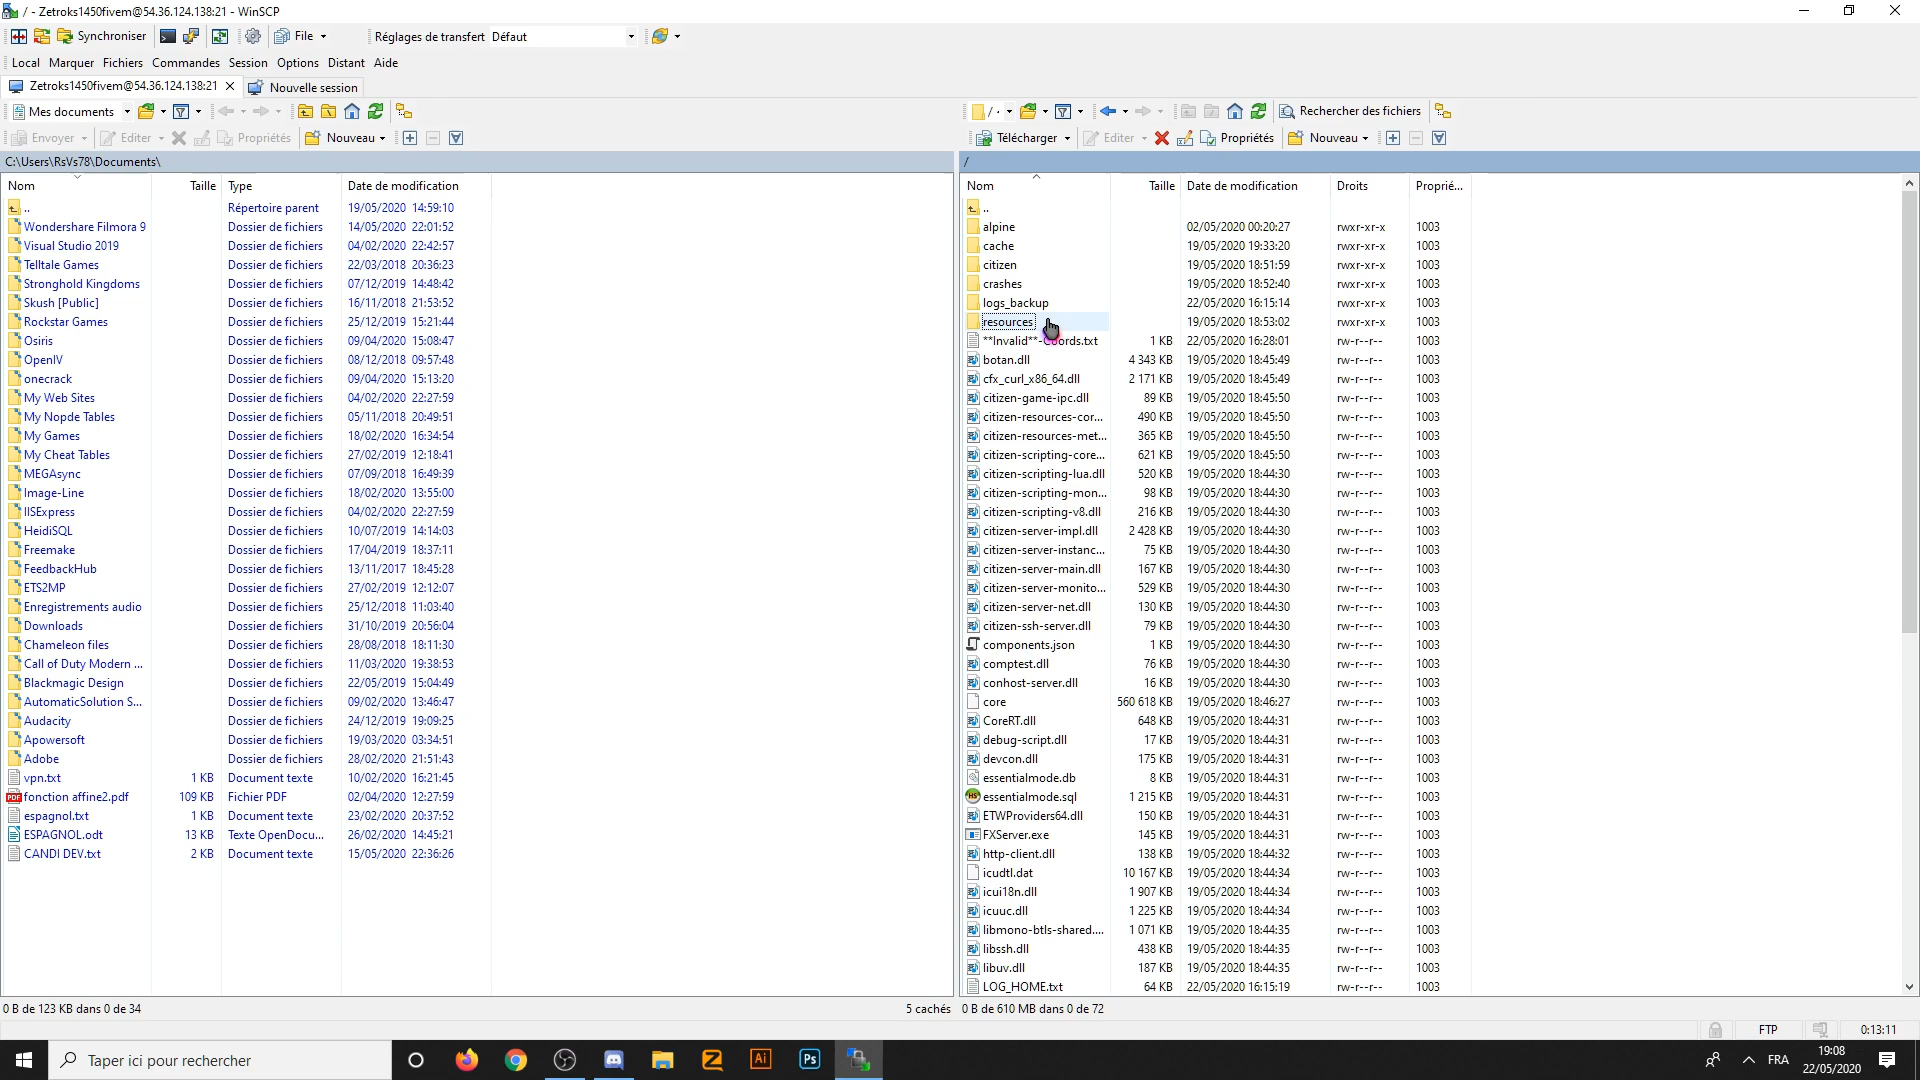 / - Zetroks1450fivem@54.36.124.138:21 - WinSCP
Synchroniser File Réglages de transfert Défaut
Local Marquer Fichiers Commandes Session Options Distant Aide
Zetroks1450fivem@54.36.124.138:21 Nouvelle session
Mes documents
Envoyer Editer Propriétés Nouveau
C:\Users\RsVs78\Documents\
Nom Taille Type Date de modification
.. Répertoire parent 19/05/2020 14:59:10
Wondershare Filmora 9 Dossier de fichiers 14/05/2020 22:01:52
Visual Studio 2019 Dossier de fichiers 04/02/2020 22:42:57
Telltale Games Dossier de fichiers 22/03/2018 20:36:23
Stronghold Kingdoms Dossier de fichiers 07/12/2019 14:48:42
Skush [Public] Dossier de fichiers 16/11/2018 21:53:52
Rockstar Games Dossier de fichiers 25/12/2019 15:21:44
Osiris Dossier de fichiers 09/04/2020 15:08:47
OpenIV Dossier de fichiers 08/12/2018 09:57:48
onecrack Dossier de fichiers 09/04/2020 15:13:20
My Web Sites Dossier de fichiers 04/02/2020 22:27:59
My Nopde Tables Dossier de fichiers 05/11/2018 20:49:51
My Games Dossier de fichiers 18/02/2020 16:34:54
My Cheat Tables Dossier de fichiers 27/02/2019 12:18:41
MEGAsync Dossier de fichiers 07/09/2018 16:49:39
Image-Line Dossier de fichiers 18/02/2020 13:55:00
IISExpress Dossier de fichiers 04/02/2020 22:27:59
HeidiSQL Dossier de fichiers 10/07/2019 14:14:03
Freemake Dossier de fichiers 17/04/2019 18:37:11
FeedbackHub Dossier de fichiers 13/11/2017 18:45:28
ETS2MP Dossier de fichiers 27/02/2019 12:12:07
Enregistrements audio Dossier de fichiers 25/12/2018 11:03:40
Downloads Dossier de fichiers 31/10/2019 20:56:04
Chameleon files Dossier de fichiers 28/08/2018 18:11:30
Call of Duty Modern ... Dossier de fichiers 11/03/2020 19:38:53
Blackmagic Design Dossier de fichiers 22/05/2019 15:04:49
AutomaticSolution S... Dossier de fichiers 09/02/2020 13:46:47
Audacity Dossier de fichiers 24/12/2019 19:09:25
Apowersoft Dossier de fichiers 19/03/2020 03:34:51
Adobe Dossier de fichiers 28/02/2020 21:51:43
vpn.txt 1 KB Document texte 10/02/2020 16:21:45
fonction affine2.pdf 109 KB Fichier PDF 02/04/2020 12:27:59
espagnol.txt 1 KB Document texte 23/02/2020 20:37:52
ESPAGNOL.odt 13 KB Texte OpenDocu... 26/02/2020 14:45:21
CANDI DEV.txt 2 KB Document texte 15/05/2020 22:36:26
0 B de 123 KB dans 0 de 34 5 cachés
/ Rechercher des fichiers
Télécharger Editer Propriétés Nouveau
/
Nom Taille Date de modification Droits Proprié...
..
alpine 02/05/2020 00:20:27 rwxr-xr-x 1003
cache 19/05/2020 19:33:20 rwxr-xr-x 1003
citizen 19/05/2020 18:51:59 rwxr-xr-x 1003
crashes 19/05/2020 18:52:40 rwxr-xr-x 1003
logs_backup 22/05/2020 16:15:14 rwxr-xr-x 1003
resources 19/05/2020 18:53:02 rwxr-xr-x 1003
**Invalid**-Coords.txt 1 KB 22/05/2020 16:28:01 rw-r--r-- 1003
botan.dll 4 343 KB 19/05/2020 18:45:49 rw-r--r-- 1003
cfx_curl_x86_64.dll 2 171 KB 19/05/2020 18:45:49 rw-r--r-- 1003
citizen-game-ipc.dll 89 KB 19/05/2020 18:45:50 rw-r--r-- 1003
citizen-resources-cor... 490 KB 19/05/2020 18:45:50 rw-r--r-- 1003
citizen-resources-met... 365 KB 19/05/2020 18:45:50 rw-r--r-- 1003
citizen-scripting-core... 621 KB 19/05/2020 18:45:50 rw-r--r-- 1003
citizen-scripting-lua.dll 520 KB 19/05/2020 18:44:30 rw-r--r-- 1003
citizen-scripting-mon... 98 KB 19/05/2020 18:44:30 rw-r--r-- 1003
citizen-scripting-v8.dll 216 KB 19/05/2020 18:44:30 rw-r--r-- 1003
citizen-server-impl.dll 2 428 KB 19/05/2020 18:44:30 rw-r--r-- 1003
citizen-server-instanc... 75 KB 19/05/2020 18:44:30 rw-r--r-- 1003
citizen-server-main.dll 167 KB 19/05/2020 18:44:30 rw-r--r-- 1003
citizen-server-monito... 529 KB 19/05/2020 18:44:30 rw-r--r-- 1003
citizen-server-net.dll 130 KB 19/05/2020 18:44:30 rw-r--r-- 1003
citizen-ssh-server.dll 79 KB 19/05/2020 18:44:30 rw-r--r-- 1003
components.json 1 KB 19/05/2020 18:44:30 rw-r--r-- 1003
comptest.dll 76 KB 19/05/2020 18:44:30 rw-r--r-- 1003
conhost-server.dll 16 KB 19/05/2020 18:44:30 rw-r--r-- 1003
core 560 618 KB 19/05/2020 18:46:27 rw-r--r-- 1003
CoreRT.dll 648 KB 19/05/2020 18:44:31 rw-r--r-- 1003
debug-script.dll 17 KB 19/05/2020 18:44:31 rw-r--r-- 1003
devcon.dll 175 KB 19/05/2020 18:44:31 rw-r--r-- 1003
essentialmode.db 8 KB 19/05/2020 18:44:31 rw-r--r-- 1003
essentialmode.sql 1 215 KB 19/05/2020 18:44:31 rw-r--r-- 1003
ETWProviders64.dll 150 KB 19/05/2020 18:44:31 rw-r--r-- 1003
FXServer.exe 145 KB 19/05/2020 18:44:31 rw-r--r-- 1003
http-client.dll 138 KB 19/05/2020 18:44:32 rw-r--r-- 1003
icudtl.dat 10 167 KB 19/05/2020 18:44:34 rw-r--r-- 1003
icui18n.dll 1 907 KB 19/05/2020 18:44:34 rw-r--r-- 1003
icuuc.dll 1 225 KB 19/05/2020 18:44:34 rw-r--r-- 1003
libmono-btls-shared.... 1 071 KB 19/05/2020 18:44:35 rw-r--r-- 1003
libssh.dll 438 KB 19/05/2020 18:44:35 rw-r--r-- 1003
libuv.dll 187 KB 19/05/2020 18:44:35 rw-r--r-- 1003
LOG_HOME.txt 64 KB 22/05/2020 16:15:19 rw-r--r-- 1003
0 B de 610 MB dans 0 de 72
FTP 0:13:11
Taper ici pour rechercher
Ai Ps
FRA 19:08
22/05/2020